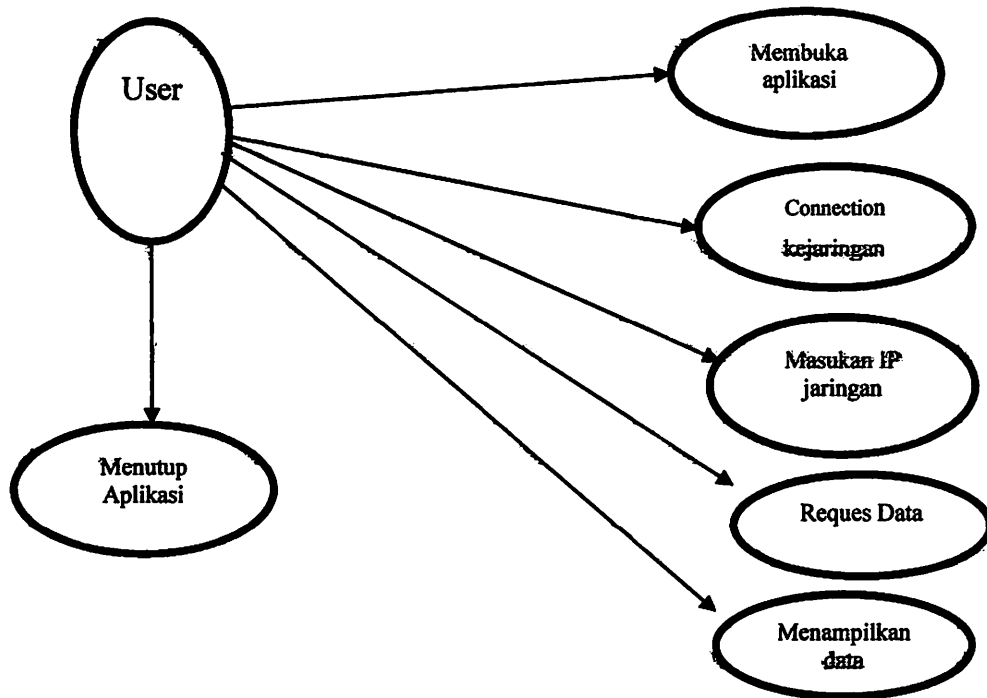 User
Membuka
aplikasi
Connection
kejaringan
Masukan IP
jaringan
Menutup
Aplikasi
Reques Data
Menampilkan
data